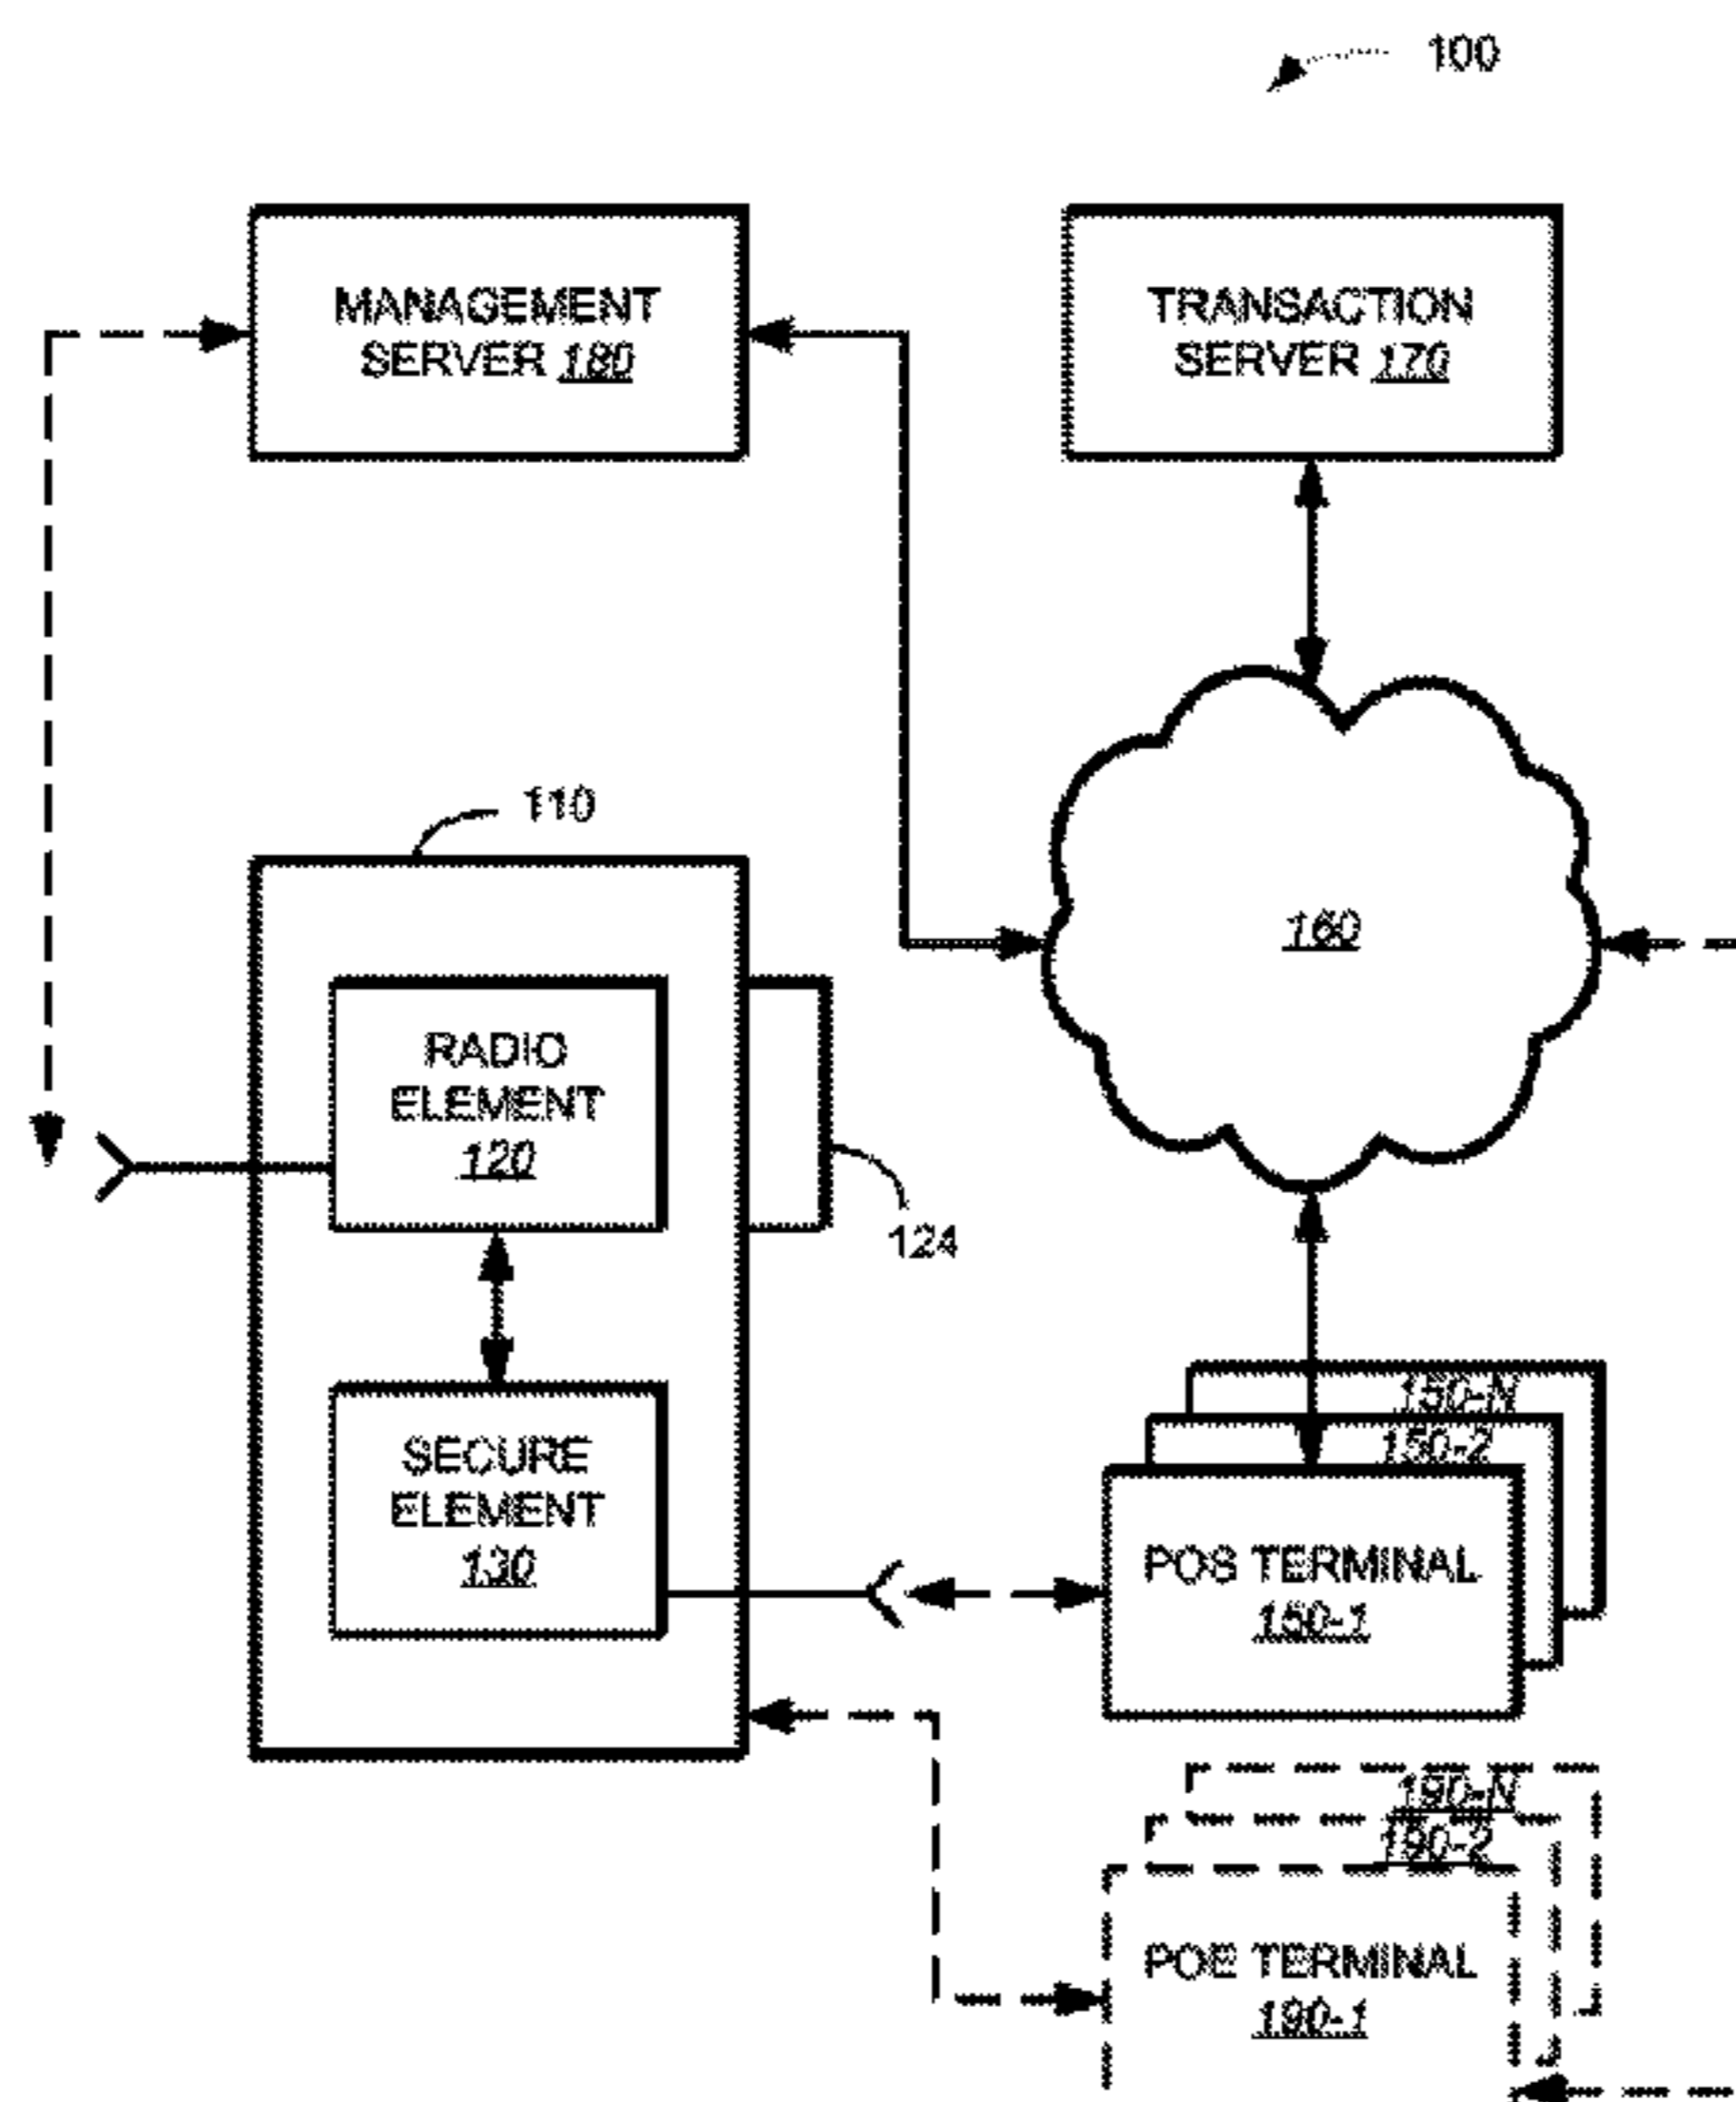 100
MANAGEMENT
SERVER 180
TRANSACTION
SERVER 170
110
160
RADIO
ELEMENT
120
124
150-N
150-2
SECURE
ELEMENT
130
POS TERMINAL
150-1
190-N
190-2
POE TERMINAL
190-1